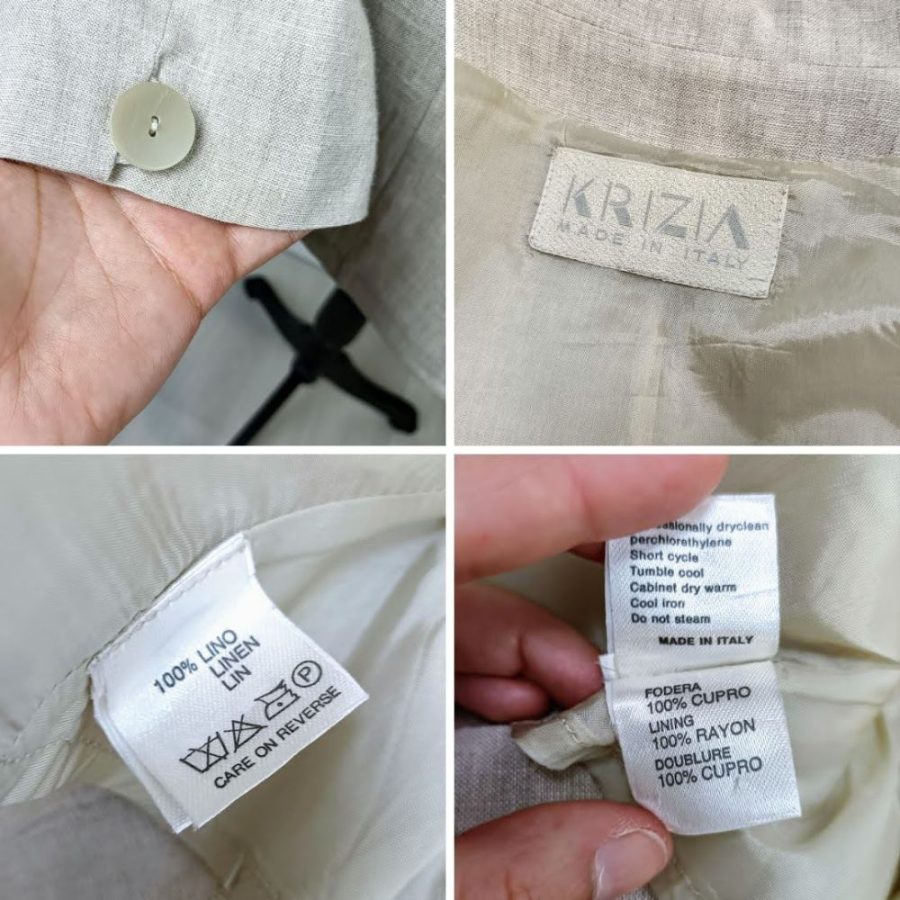 KRIZIA
MADE IN ITALY
100% LINO
LINEN
LIN
P
CARE ON REVERSE
dryclean
perchlorethylene
Short cycle
Tumble cool
Cabinet dry warm
Cool iron
Do not steam
MADE IN ITALY
FODERA
100% CUPRO
LINING
100% RAYON
DOUBLURE
100% CUPRO